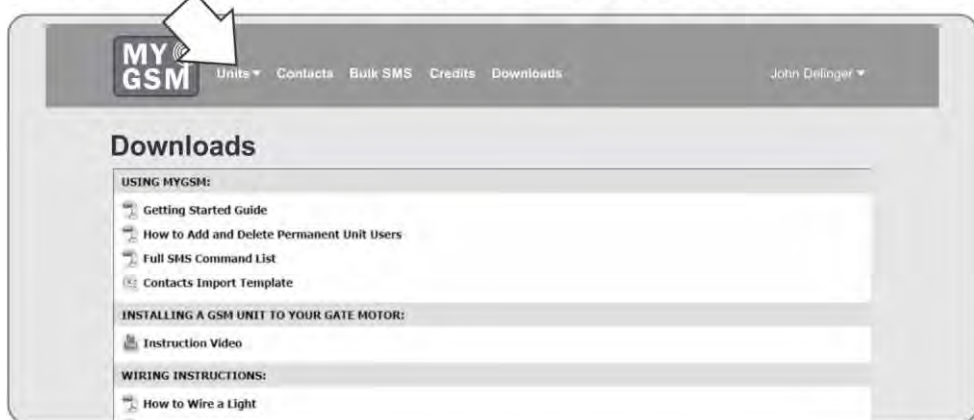 MY
GSM
Units Contacts Bulk SMS Credits Downloads John Delinger
Downloads
USING MYGSM:
Getting Started Guide
How to Add and Delete Permanent Unit Users
Full SMS Command List
Contacts Import Template
INSTALLING A GSM UNIT TO YOUR GATE MOTOR:
Instruction Video
WIRING INSTRUCTIONS:
How to Wire a Light